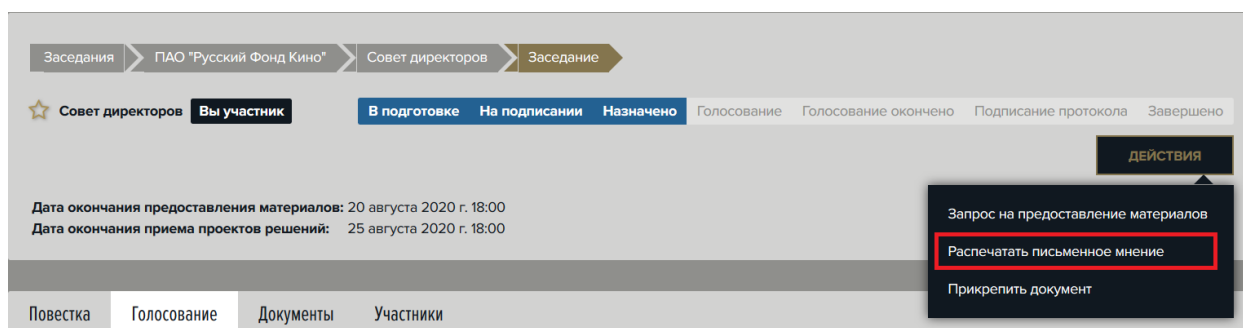 Заседания ПАО "Русский Фонд Кино" Совет директоров Заседание
Совет директоров Вы участник В подготовке На подписании Назначено Голосование Голосование окончено Подписание протокола Завершено
ДЕЙСТВИЯ
Дата окончания предоставления материалов: 20 августа 2020 г. 18:00
Дата окончания приема проектов решений: 25 августа 2020 г. 18:00
Запрос на предоставление материалов
Распечатать письменное мнение
Прикрепить документ
Повестка Голосование Документы Участники